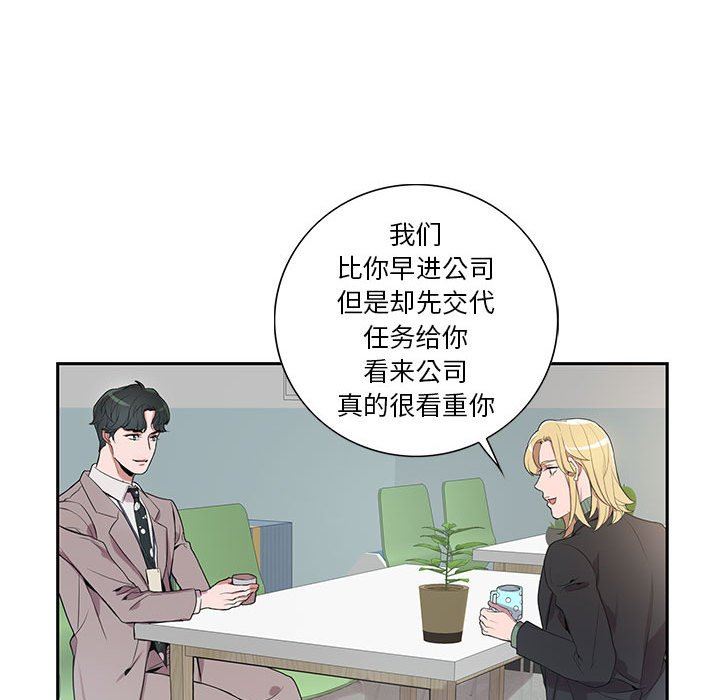 我们
比你早进公司
但是却先交代
任务给你
看来公司
真的很看重你